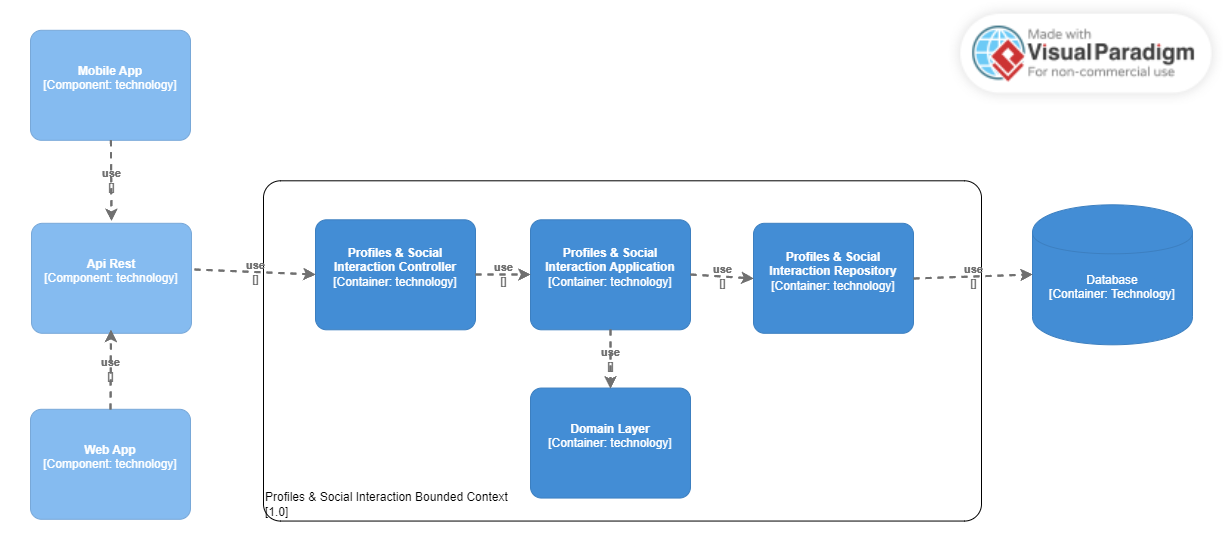 Made with
Visual Paradigm
For non-commercial use
Mobile App
[Component: technology]
use
[]
Api Rest
[Component: technology]
use
[]
Profiles & Social
Interaction Controller
[Container: technology]
use
[]
Profiles & Social
Interaction Application
[Container: technology]
use
[]
Profiles & Social
Interaction Repository
[Container: technology]
use
[]
Database
[Container: Technology]
use
[]
use
[]
Domain Layer
[Container: technology]
Web App
[Component: technology]
Profiles & Social Interaction Bounded Context
[1.0]